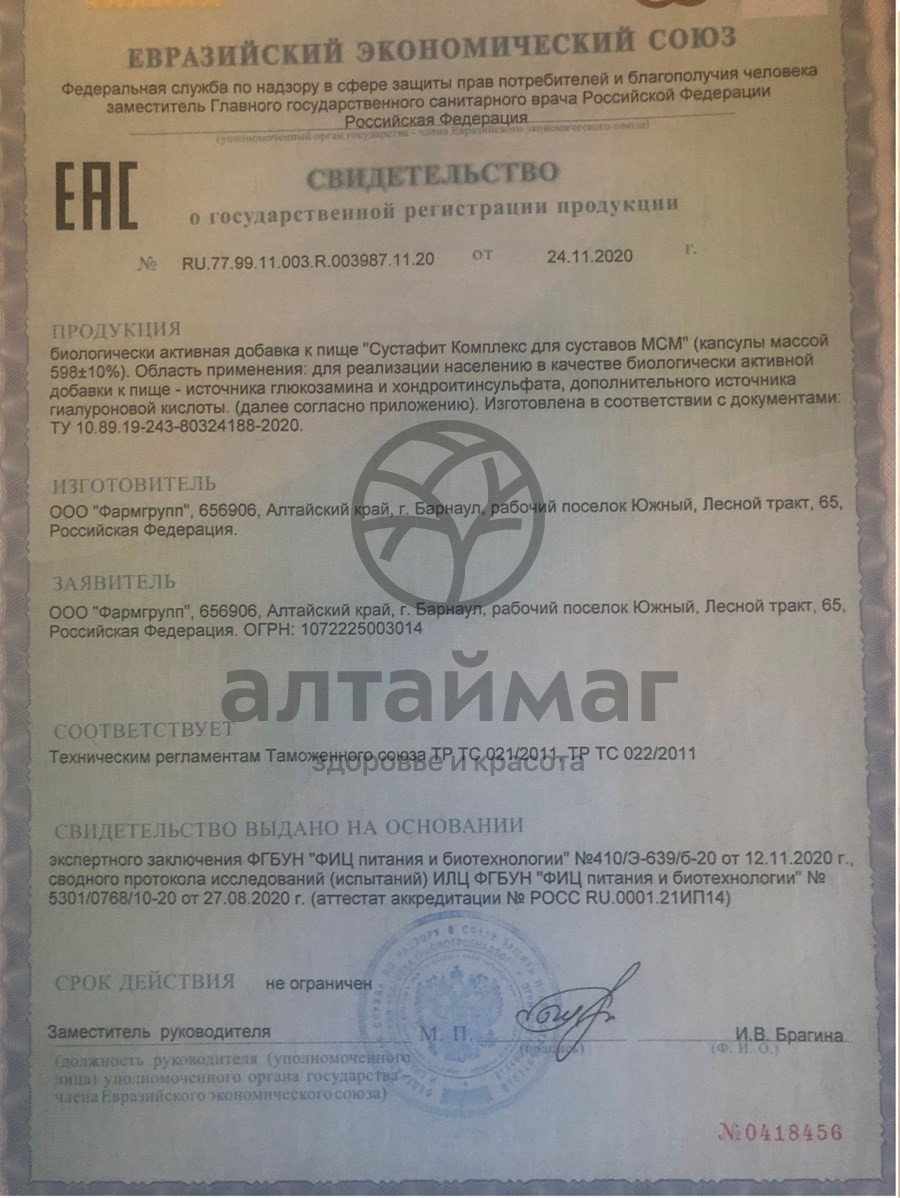 ЕВРАЗИЙСКИЙ ЭКОНОМИЧЕСКИЙ СОЮЗ
Федеральная служба по надзору в сфере защиты прав потребителей и благополучия человека
заместитель Главного государственного санитарного врача Российской Федерации
Российская Федерация
(уполномоченный орган государства - члена Евразийского экономического союза)
ЕАС
СВИДЕТЕЛЬСТВО
о государственной регистрации продукции
№ RU.77.99.11.003.R.003987.11.20 от 24.11.2020 г.
ПРОДУКЦИЯ
биологически активная добавка к пище "Сустафит Комплекс для суставов МСМ" (капсулы массой
598±10%). Область применения: для реализации населению в качестве биологически активной
добавки к пище - источника глюкозамина и хондроитинсульфата, дополнительного источника
гиалуроновой кислоты. (далее согласно приложению). Изготовлена в соответствии с документами:
ТУ 10.89.19-243-80324188-2020.
ИЗГОТОВИТЕЛЬ
ООО "Фармгрупп", 656906, Алтайский край, г. Барнаул, рабочий поселок Южный, Лесной тракт, 65,
Российская Федерация.
ЗАЯВИТЕЛЬ
ООО "Фармгрупп", 656906, Алтайский край, г. Барнаул, рабочий поселок Южный, Лесной тракт, 65,
Российская Федерация. ОГРН: 1072225003014
алтаймаг
СООТВЕТСТВУЕТ
Техническим регламентам Таможенного союза ТР ТС 021/2011, ТР ТС 022/2011
здоровье и красота
СВИДЕТЕЛЬСТВО ВЫДАНО НА ОСНОВАНИИ
экспертного заключения ФГБУН "ФИЦ питания и биотехнологии" №410/Э-639/б-20 от 12.11.2020 г.,
сводного протокола исследований (испытаний) ИЛЦ ФГБУН "ФИЦ питания и биотехнологии" №
5301/0768/10-20 от 27.08.2020 г. (аттестат аккредитации № РОСС RU.0001.21ИП14)
СРОК ДЕЙСТВИЯ не ограничен
Заместитель руководителя М. П. И.В. Брагина
(подпись) (Ф. И. О.)
(должность руководителя (уполномоченного
лица) уполномоченного органа государства-
члена Евразийского экономического союза)
№0418456